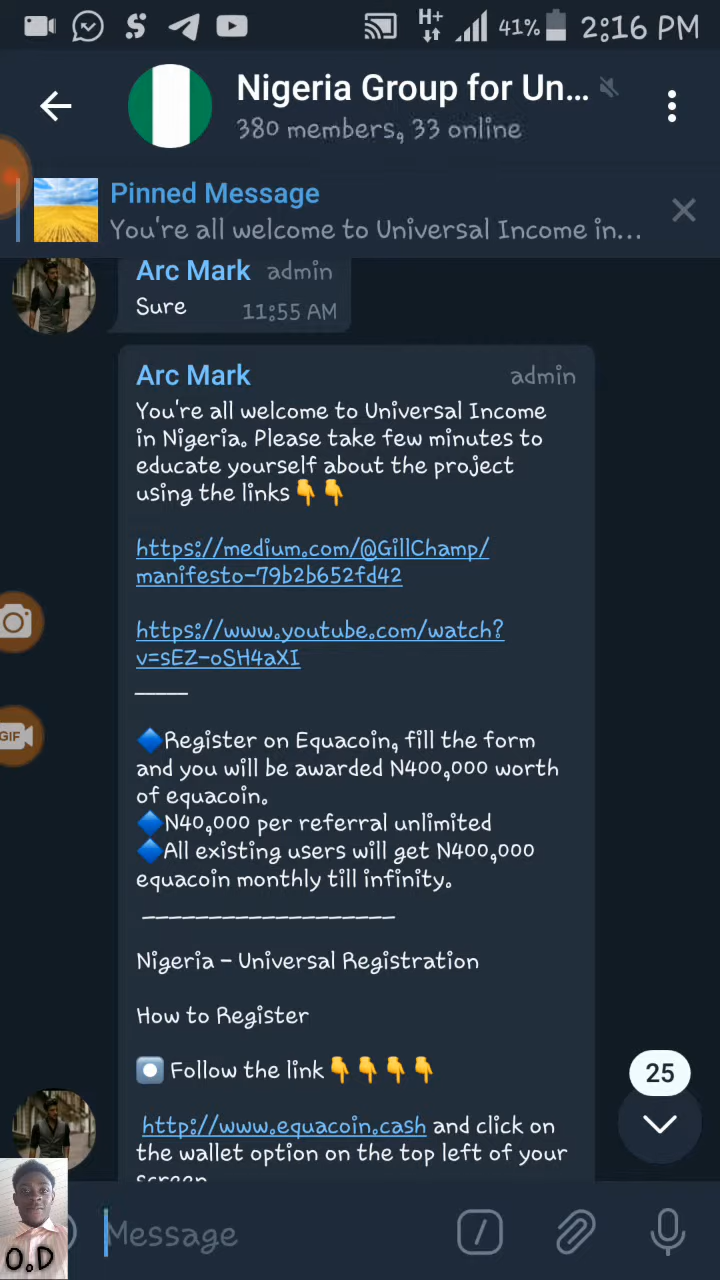 H+ 41% 2:16 PM
Nigeria Group for Un...
380 members, 33 online
Pinned Message
You're all welcome to Universal Income in...
Arc Mark admin
Sure 11:55 AM
Arc Mark admin
You're all welcome to Universal Income
in Nigeria. Please take few minutes to
educate yourself about the project
using the links👇👇
https://medium.com/@GillChamp/
manifesto-79b2b652fd42
https://www.youtube.com/watch?
v=sEZ-oSH4aXI
_____
🔷Register on Equacoin, fill the form
and you will be awarded N400,000 worth
of equacoin.
🔷N40,000 per referral unlimited
🔷All existing users will get N400,000
equacoin monthly till infinity.
___________________
Nigeria - Universal Registration
How to Register
⏺ Follow the link👇👇👇👇
25
http://www.equacoin.cash and click on
the wallet option on the top left of your
screen
GIF
Message
O.D